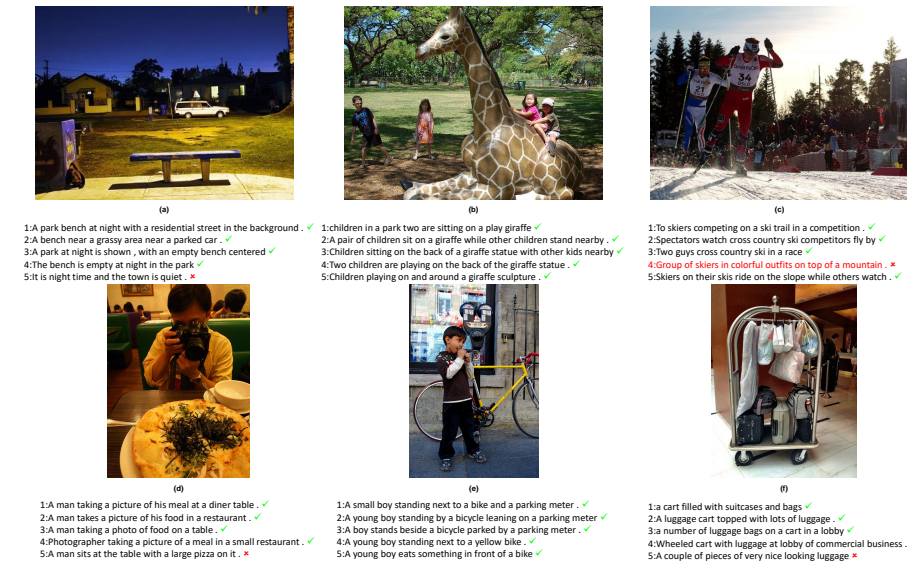 21
34
(a)
(b)
(c)
1:A park bench at night with a residential street in the background . ✓
2:A bench near a grassy area near a parked car . ✓
3:A park at night is shown , with an empty bench centered ✓
4:The bench is empty at night in the park ✓
5:It is night time and the town is quiet . ×
1:children in a park two are sitting on a play giraffe ✓
2:A pair of children sit on a giraffe while other children stand nearby . ✓
3:Children sitting on the back of a giraffe statue with other kids nearby ✓
4:Two children are playing on the back of the giraffe statue . ✓
5:Children playing on and around a giraffe sculpture . ✓
1:To skiers competing on a ski trail in a competition . ✓
2:Spectators watch cross country ski competitors fly by ✓
3:Two guys cross country ski in a race ✓
4:Group of skiers in colorful outfits on top of a mountain . ×
5:Skiers on their skis ride on the slope while others watch . ✓
(d)
(e)
(f)
1:A man taking a picture of his meal at a diner table . ✓
2:A man takes a picture of his food in a restaurant . ✓
3:A man taking a photo of food on a table . ✓
4:Photographer taking a picture of a meal in a small restaurant . ✓
5:A man sits at the table with a large pizza on it . ×
1:A small boy standing next to a bike and a parking meter . ✓
2:A young boy standing by a bicycle leaning on a parking meter ✓
3:A boy stands beside a bicycle parked by a parking meter . ✓
4:A young boy standing next to a yellow bike . ✓
5:A young boy eats something in front of a bike ✓
1:a cart filled with suitcases and bags ✓
2:A luggage cart topped with lots of luggage . ✓
3:a number of luggage bags on a cart in a lobby ✓
4:Wheeled cart with luggage at lobby of commercial business .
5:A couple of pieces of very nice looking luggage ×